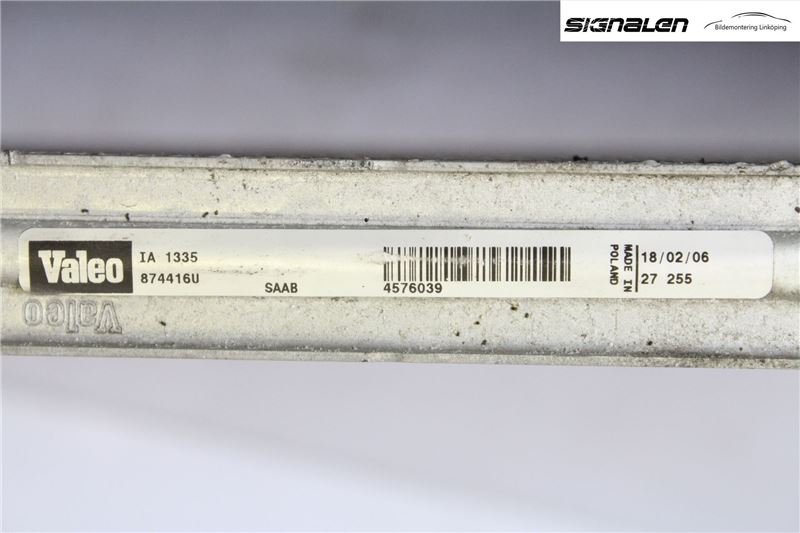 SIGNALEN
Bildemontering Linköping
Valeo
IA 1335
874416U
SAAB
4576039
MADE IN
POLAND
18/02/06
27 255
Valeo